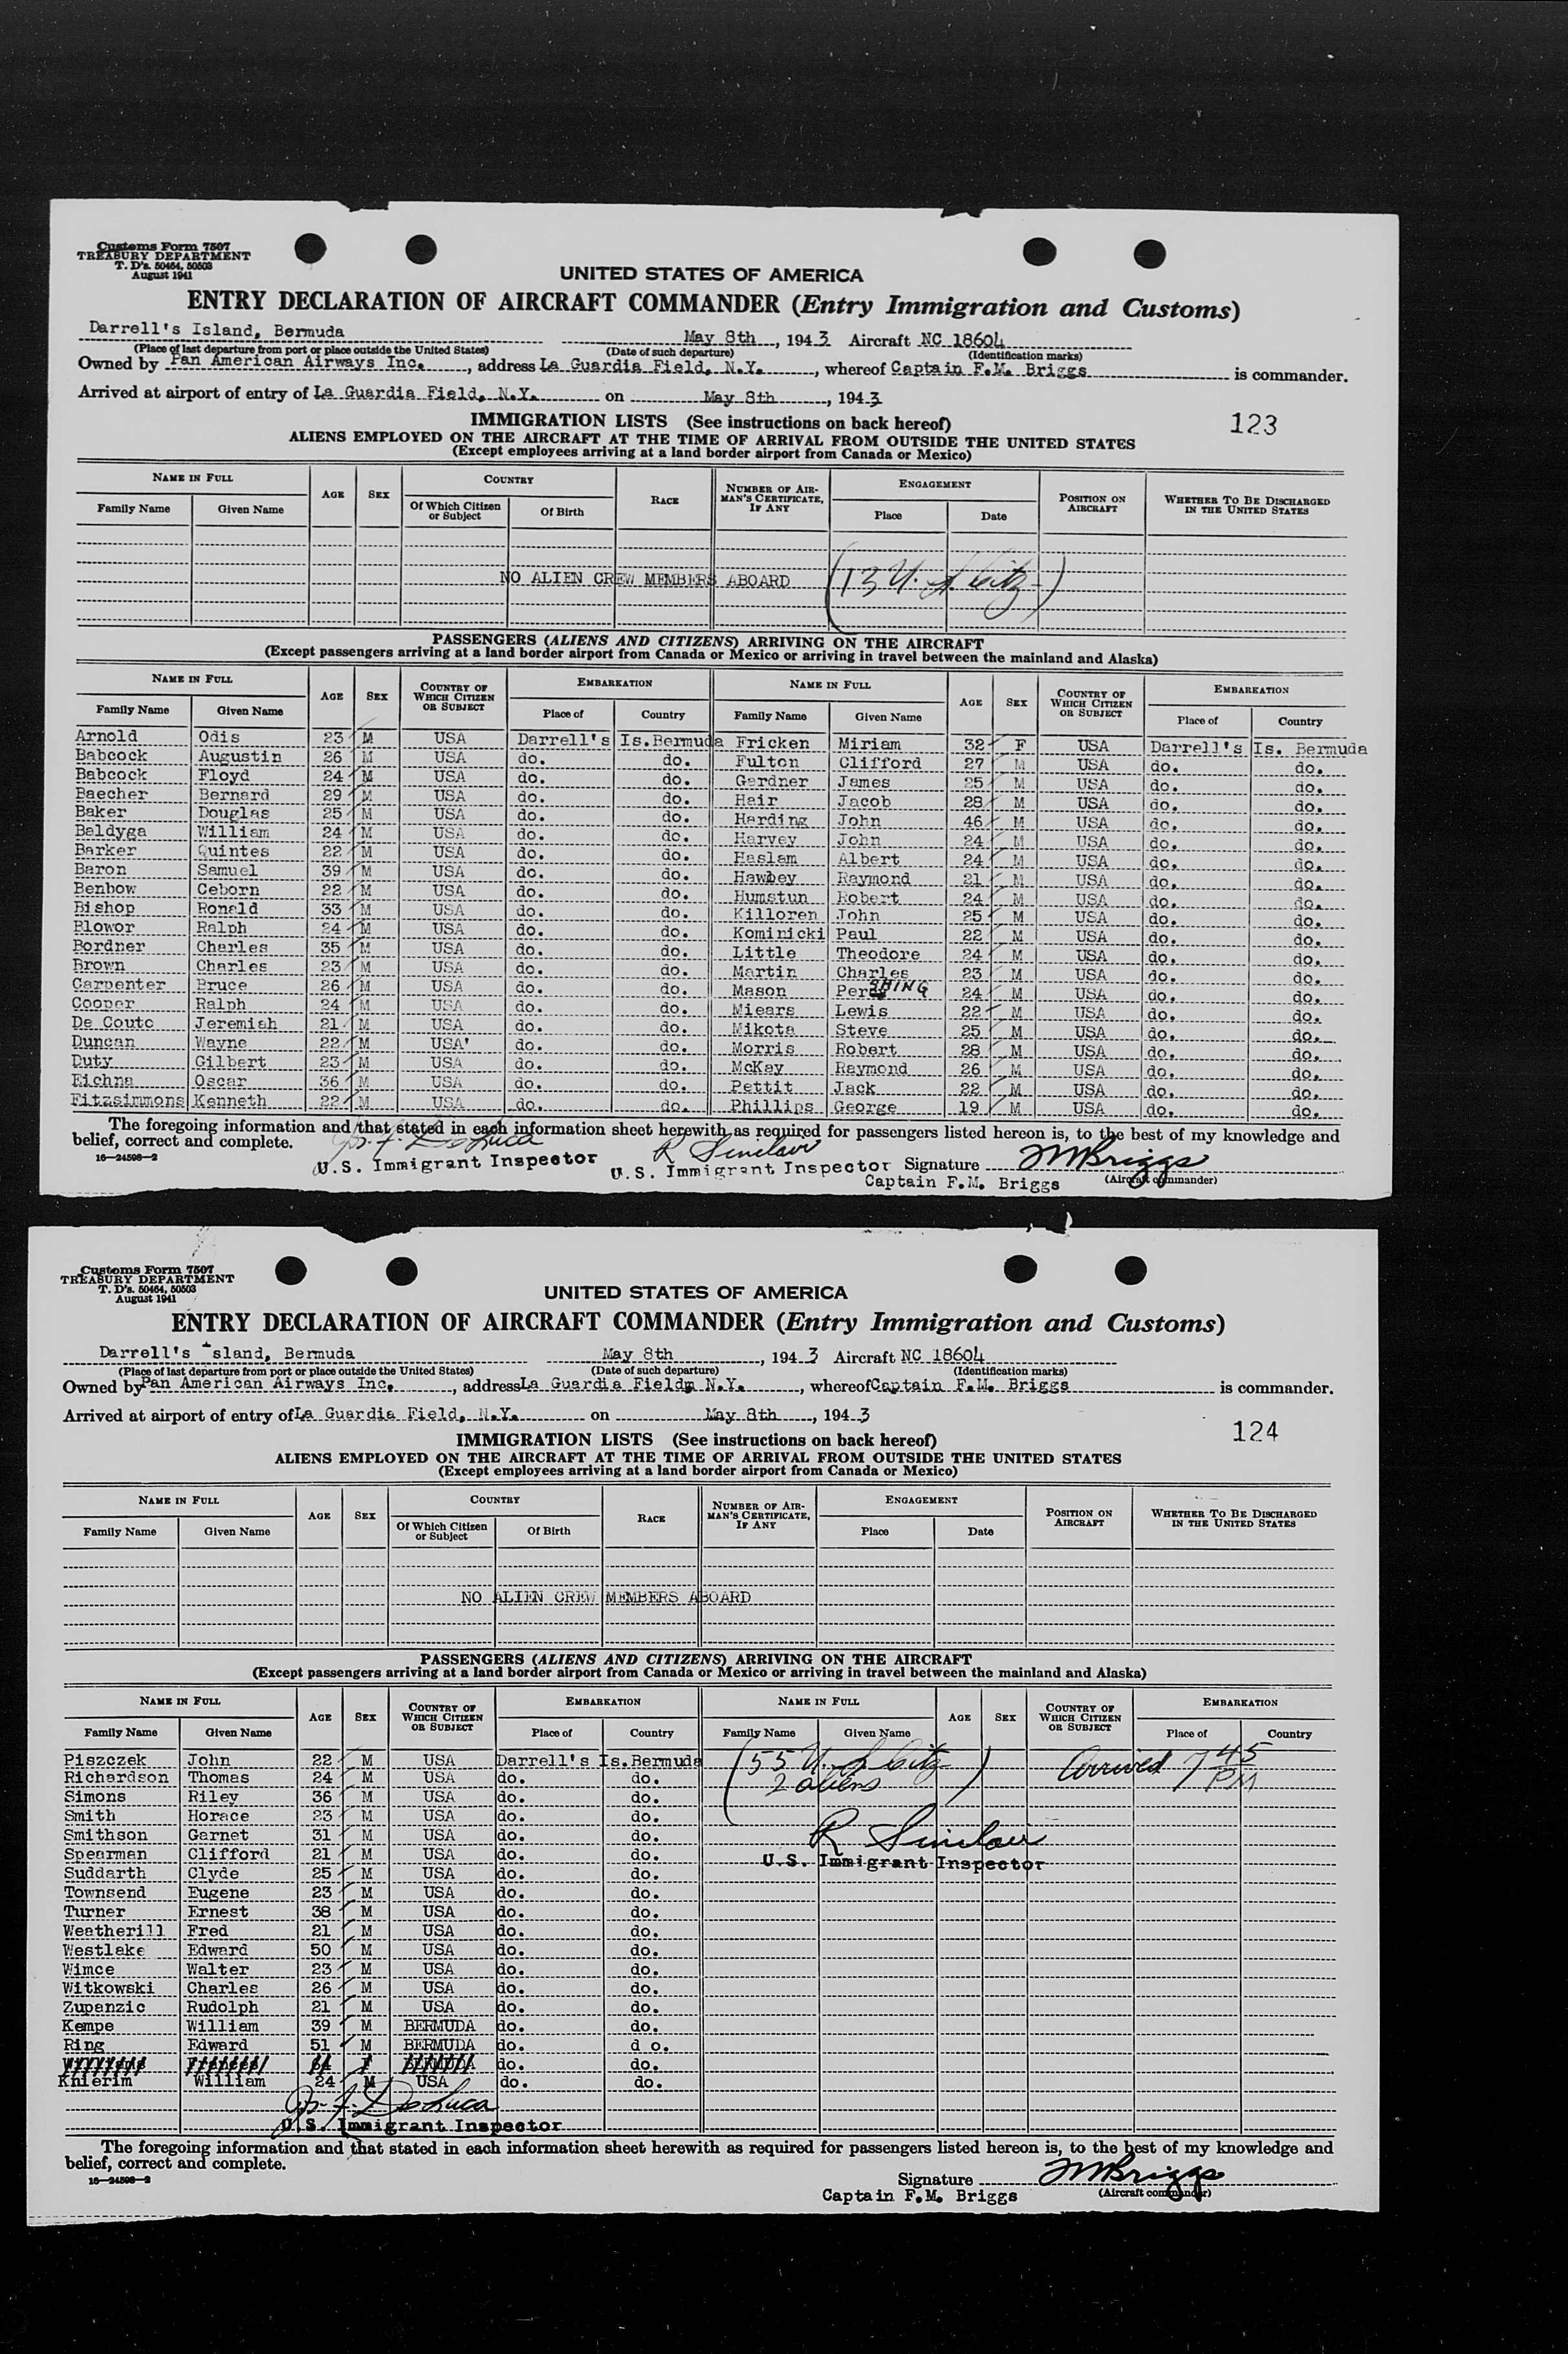 Customs Form 7507
TREASURY DEPARTMENT
T. D's. 50464, 50503
August 1941
UNITED STATES OF AMERICA
ENTRY DECLARATION OF AIRCRAFT COMMANDER (Entry Immigration and Customs)
Darrell's Island, Bermuda May 8th, 1943 Aircraft NC 18604
(Place of last departure from port or place outside the United States) (Date of such departure) (Identification marks)
Owned by Pan American Airways Inc., address La Guardia Field, N.Y., whereof Captain F.M. Briggs is commander.
Arrived at airport of entry of La Guardia Field, N.Y. on May 8th, 1943
IMMIGRATION LISTS (See instructions on back hereof) 123
ALIENS EMPLOYED ON THE AIRCRAFT AT THE TIME OF ARRIVAL FROM OUTSIDE THE UNITED STATES
(Except employees arriving at a land border airport from Canada or Mexico)
NAME IN FULL AGE SEX COUNTRY RACE NUMBER OF AIRMAN'S CERTIFICATE, IF ANY ENGAGEMENT POSITION ON AIRCRAFT WHETHER TO BE DISCHARGED IN THE UNITED STATES
Family Name Given Name Of Which Citizen or Subject Of Birth Place Date
NO ALIEN CREW MEMBERS ABOARD (13 U. S. Citz)
PASSENGERS (ALIENS AND CITIZENS) ARRIVING ON THE AIRCRAFT
(Except passengers arriving at a land border airport from Canada or Mexico or arriving in travel between the mainland and Alaska)
NAME IN FULL AGE SEX COUNTRY OF WHICH CITIZEN OR SUBJECT EMBARKATION NAME IN FULL AGE SEX COUNTRY OF WHICH CITIZEN OR SUBJECT EMBARKATION
Family Name Given Name Place of Country Family Name Given Name Place of Country
Arnold Odis 23 M USA Darrell's Is. Bermuda Fricken Miriam 32 F USA Darrell's Is. Bermuda
Babcock Augustin 26 M USA do. do. Fulton Clifford 27 M USA do. do.
Babcock Floyd 24 M USA do. do. Gardner James 25 M USA do. do.
Baecher Bernard 29 M USA do. do. Hair Jacob 28 M USA do. do.
Baker Douglas 25 M USA do. do. Harding John 46 M USA do. do.
Baldyga William 24 M USA do. do. Harvey John 24 M USA do. do.
Barker Quintes 22 M USA do. do. Haslam Albert 24 M USA do. do.
Baron Samuel 39 M USA do. do. Hawbey Raymond 21 M USA do. do.
Benbow Ceborn 22 M USA do. do. Humstun Robert 24 M USA do. do.
Bishop Ronald 33 M USA do. do. Killoren John 25 M USA do. do.
Blowor Ralph 24 M USA do. do. Kominicki Paul 22 M USA do. do.
Bordner Charles 35 M USA do. do. Little Theodore 24 M USA do. do.
Brown Charles 23 M USA do. do. Martin Charles 23 M USA do. do.
Carpenter Bruce 26 M USA do. do. Mason PerSHING 24 M USA do. do.
Cooper Ralph 24 M USA do. do. Miears Lewis 22 M USA do. do.
De Couto Jeremiah 21 M USA do. do. Mikota Steve 25 M USA do. do.
Duncan Wayne 22 M USA' do. do. Morris Robert 28 M USA do. do.
Duty Gilbert 23 M USA do. do. McKay Raymond 26 M USA do. do.
Eichna Oscar 36 M USA do. do. Pettit Jack 22 M USA do. do.
Fitzsimmons Kenneth 22 M USA do. do. Phillips George 19 M USA do. do.
The foregoing information and that stated in each information sheet herewith as required for passengers listed hereon is, to the best of my knowledge and
belief, correct and complete. R Sinclair FMBriggs
16—24598—2 U.S. Immigrant Inspector U.S. Immigrant Inspector Signature
Captain F.M. Briggs (Aircraft commander)
Customs Form 7507
TREASURY DEPARTMENT
T. D's. 50464, 50503
August 1941
UNITED STATES OF AMERICA
ENTRY DECLARATION OF AIRCRAFT COMMANDER (Entry Immigration and Customs)
Darrell's Island, Bermuda May 8th, 1943 Aircraft NC 18604
(Place of last departure from port or place outside the United States) (Date of such departure) (Identification marks)
Owned by Pan American Airways Inc., address La Guardia Fieldm N.Y., whereof Captain F.M. Briggs is commander.
Arrived at airport of entry of La Guardia Field, N.Y. on May 8th, 1943
IMMIGRATION LISTS (See instructions on back hereof) 124
ALIENS EMPLOYED ON THE AIRCRAFT AT THE TIME OF ARRIVAL FROM OUTSIDE THE UNITED STATES
(Except employees arriving at a land border airport from Canada or Mexico)
NAME IN FULL AGE SEX COUNTRY RACE NUMBER OF AIRMAN'S CERTIFICATE, IF ANY ENGAGEMENT POSITION ON AIRCRAFT WHETHER TO BE DISCHARGED IN THE UNITED STATES
Family Name Given Name Of Which Citizen or Subject Of Birth Place Date
NO ALIEN CREW MEMBERS ABOARD
PASSENGERS (ALIENS AND CITIZENS) ARRIVING ON THE AIRCRAFT
(Except passengers arriving at a land border airport from Canada or Mexico or arriving in travel between the mainland and Alaska)
NAME IN FULL AGE SEX COUNTRY OF WHICH CITIZEN OR SUBJECT EMBARKATION NAME IN FULL AGE SEX COUNTRY OF WHICH CITIZEN OR SUBJECT EMBARKATION
Family Name Given Name Place of Country Family Name Given Name Place of Country
Piszczek John 22 M USA Darrell's Is. Bermuda (55 U. S Citz Arrived 7 45 PM
Richardson Thomas 24 M USA do. do. 2 aliens)
Simons Riley 36 M USA do. do.
Smith Horace 23 M USA do. do.
Smithson Garnet 31 M USA do. do. R Sinclair
Spearman Clifford 21 M USA do. do. U.S. Immigrant Inspector
Suddarth Clyde 25 M USA do. do.
Townsend Eugene 23 M USA do. do.
Turner Ernest 38 M USA do. do.
Weatherill Fred 21 M USA do. do.
Westlake Edward 50 M USA do. do.
Wimce Walter 23 M USA do. do.
Witkowski Charles 26 M USA do. do.
Zupanzic Rudolph 21 M USA do. do.
Kempe William 39 M BERMUDA do. do.
Ring Edward 51 M BERMUDA do. d o.
BERMUDA do. do.
Knierim William 24 M USA do. do.
U.S. Immigrant Inspector
The foregoing information and that stated in each information sheet herewith as required for passengers listed hereon is, to the best of my knowledge and
belief, correct and complete.
16—24598—2 Signature FMBriggs
Captain F.M. Briggs (Aircraft commander)